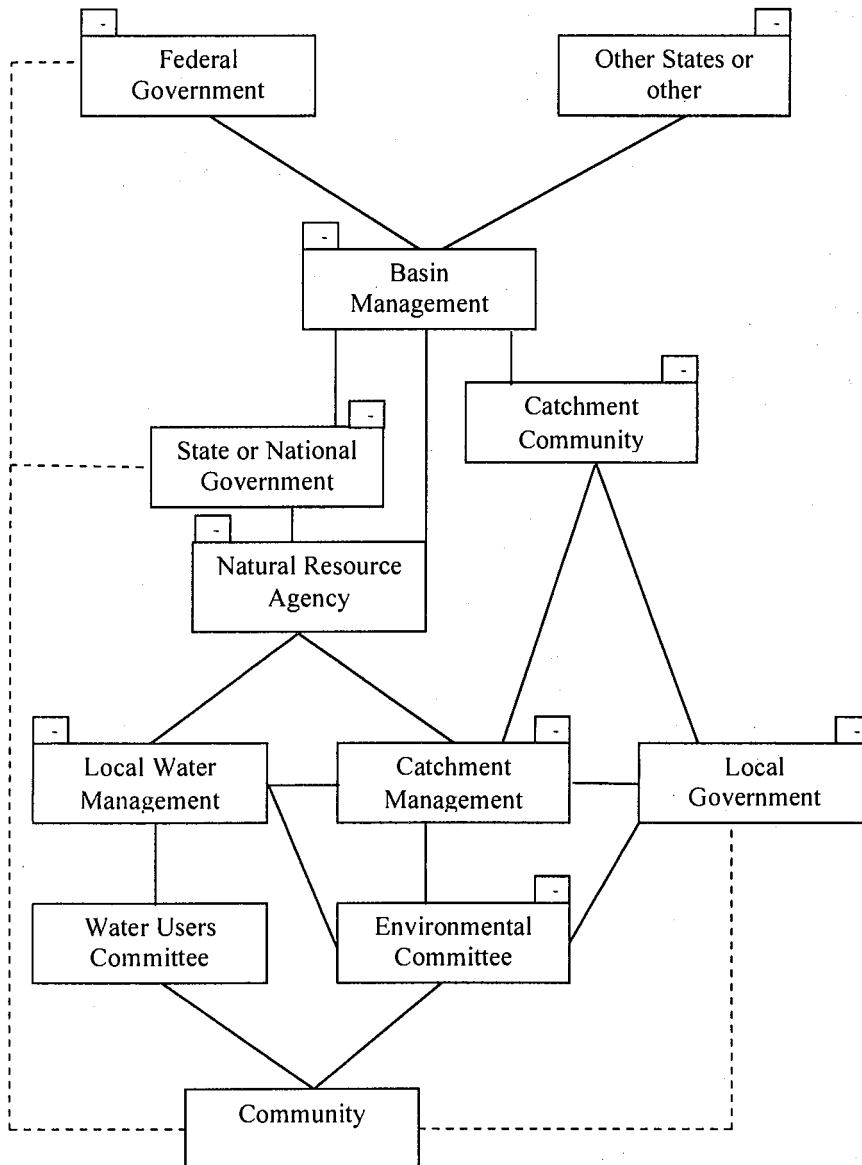 -
Federal
Government
-
Other States or
other
-
Basin
Management
-
Catchment
Community
-
State or National
Government
-
Natural Resource
Agency
-
Local Water
Management
-
Catchment
Management
-
Local
Government
Water Users
Committee
-
Environmental
Committee
Community